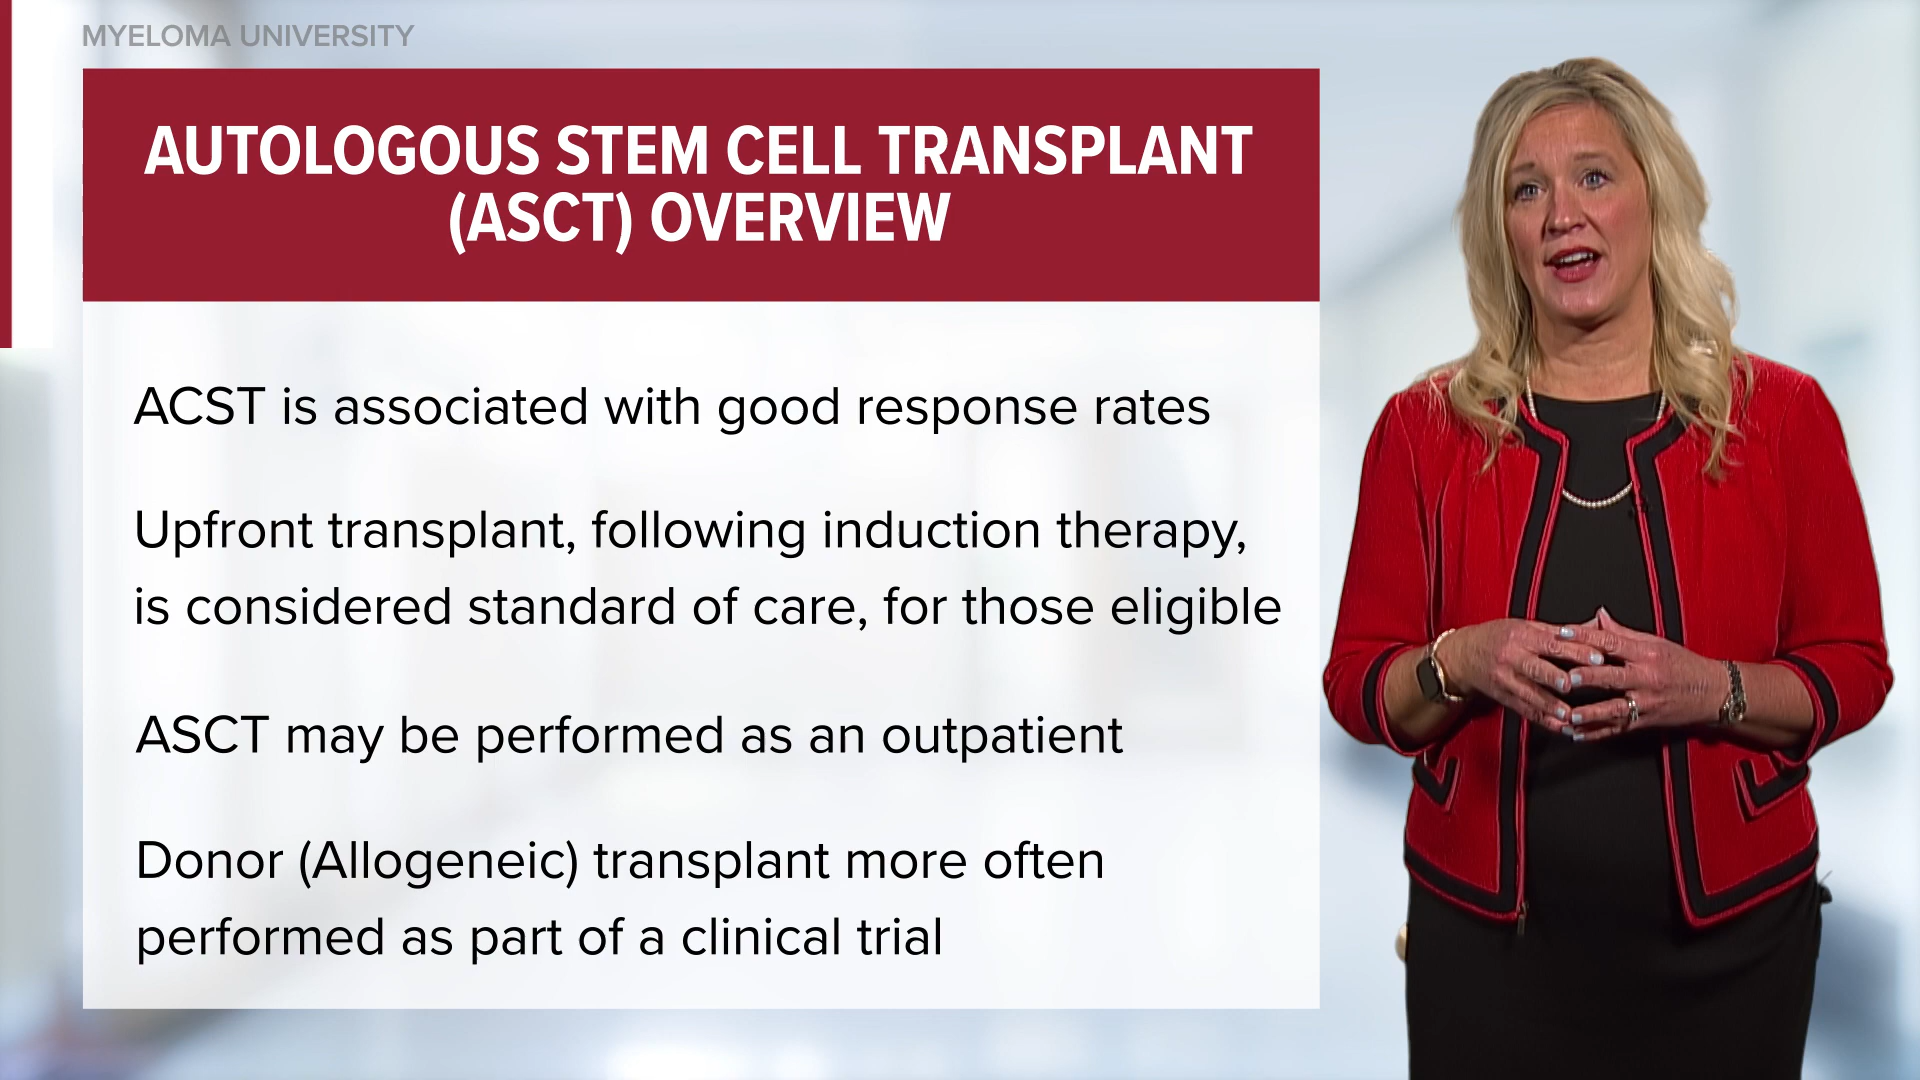 MYELOMA UNIVERSITY
AUTOLOGOUS STEM CELL TRANSPLANT
(ASCT) OVERVIEW
ACST is associated with good response rates
Upfront transplant, following induction therapy,
is considered standard of care, for those eligible
ASCT may be performed as an outpatient
Donor (Allogeneic) transplant more often
performed as part of a clinical trial